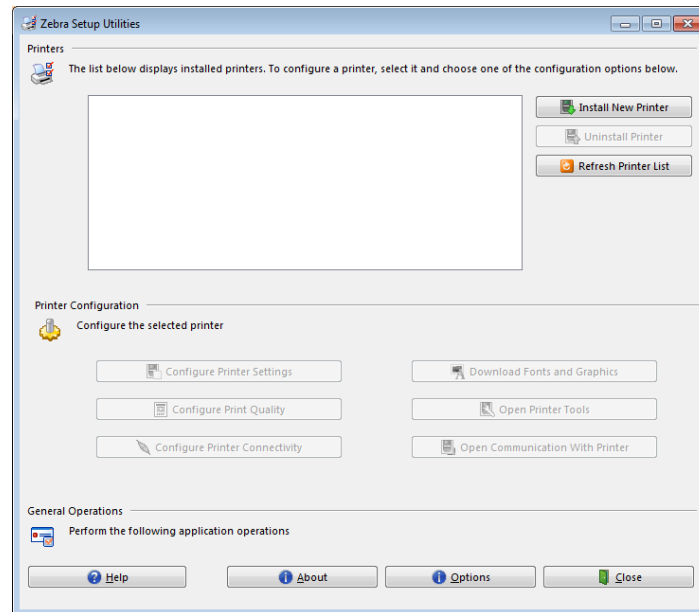 Zebra Setup Utilities
Printers
The list below displays installed printers. To configure a printer, select it and choose one of the configuration options below.
Install New Printer
Uninstall Printer
Refresh Printer List
Printer Configuration
Configure the selected printer
Configure Printer Settings
Download Fonts and Graphics
Configure Print Quality
Open Printer Tools
Configure Printer Connectivity
Open Communication With Printer
General Operations
Perform the following application operations
Help
About
Options
Close